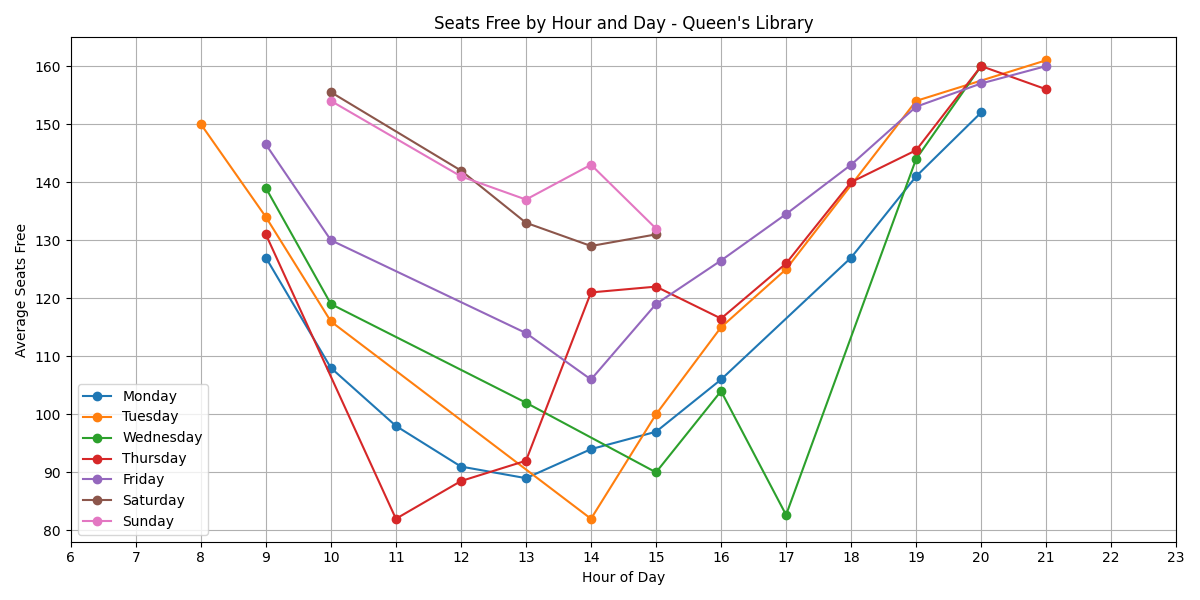 Seats Free by Hour and Day - Queen's Library
Average Seats Free
160
150
140
130
120
110
100
90
80
Monday
Tuesday
Wednesday
Thursday
Friday
Saturday
Sunday
6 7 8 9 10 11 12 13 14 15 16 17 18 19 20 21 22 23
Hour of Day